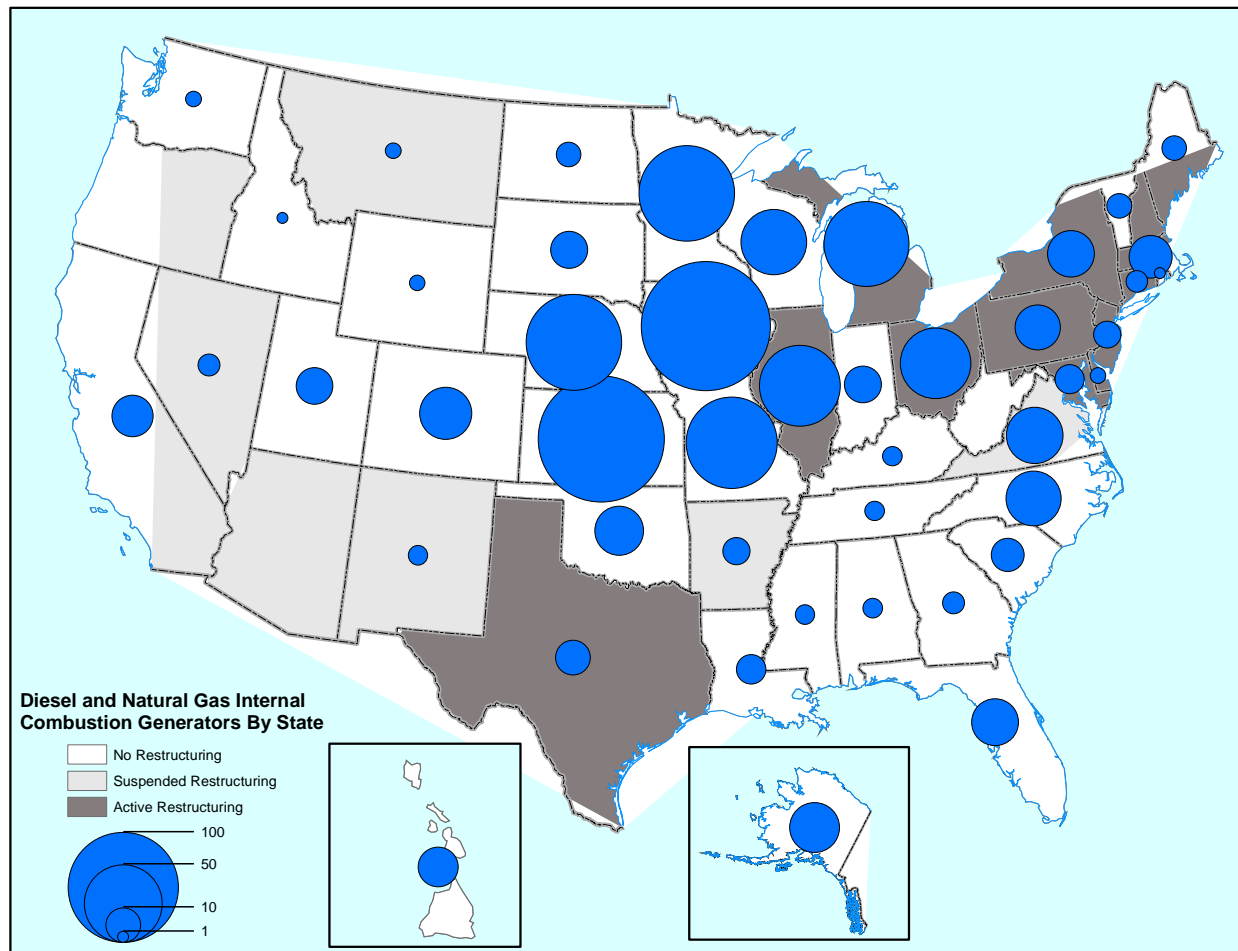 Diesel and Natural Gas Internal
Combustion Generators By State
No Restructuring
Suspended Restructuring
Active Restructuring
100
50
10
1